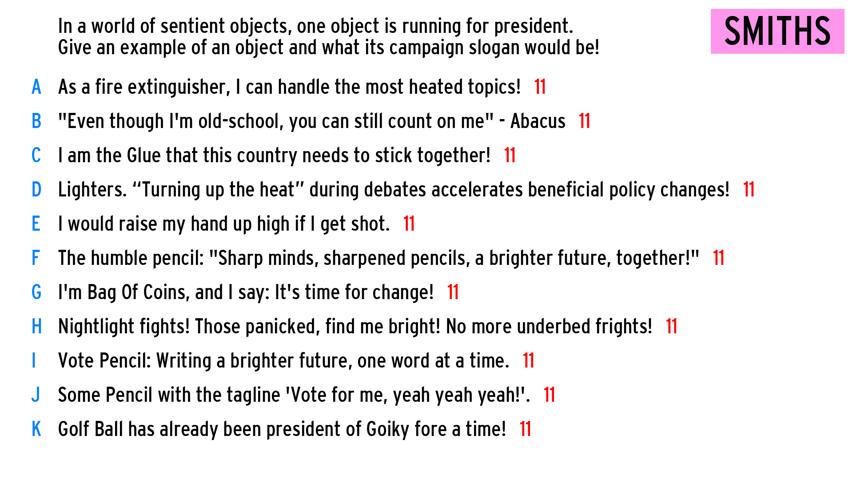 In a world of sentient objects, one object is running for president.
Give an example of an object and what its campaign slogan would be!
SMITHS
A As a fire extinguisher, I can handle the most heated topics! 11
B "Even though I'm old-school, you can still count on me" - Abacus 11
C I am the Glue that this country needs to stick together! 11
D Lighters. “Turning up the heat” during debates accelerates beneficial policy changes! 11
E I would raise my hand up high if I get shot. 11
F The humble pencil: "Sharp minds, sharpened pencils, a brighter future, together!" 11
G I'm Bag Of Coins, and I say: It's time for change! 11
H Nightlight fights! Those panicked, find me bright! No more underbed frights! 11
I Vote Pencil: Writing a brighter future, one word at a time. 11
J Some Pencil with the tagline 'Vote for me, yeah yeah yeah!'. 11
K Golf Ball has already been president of Goiky fore a time! 11